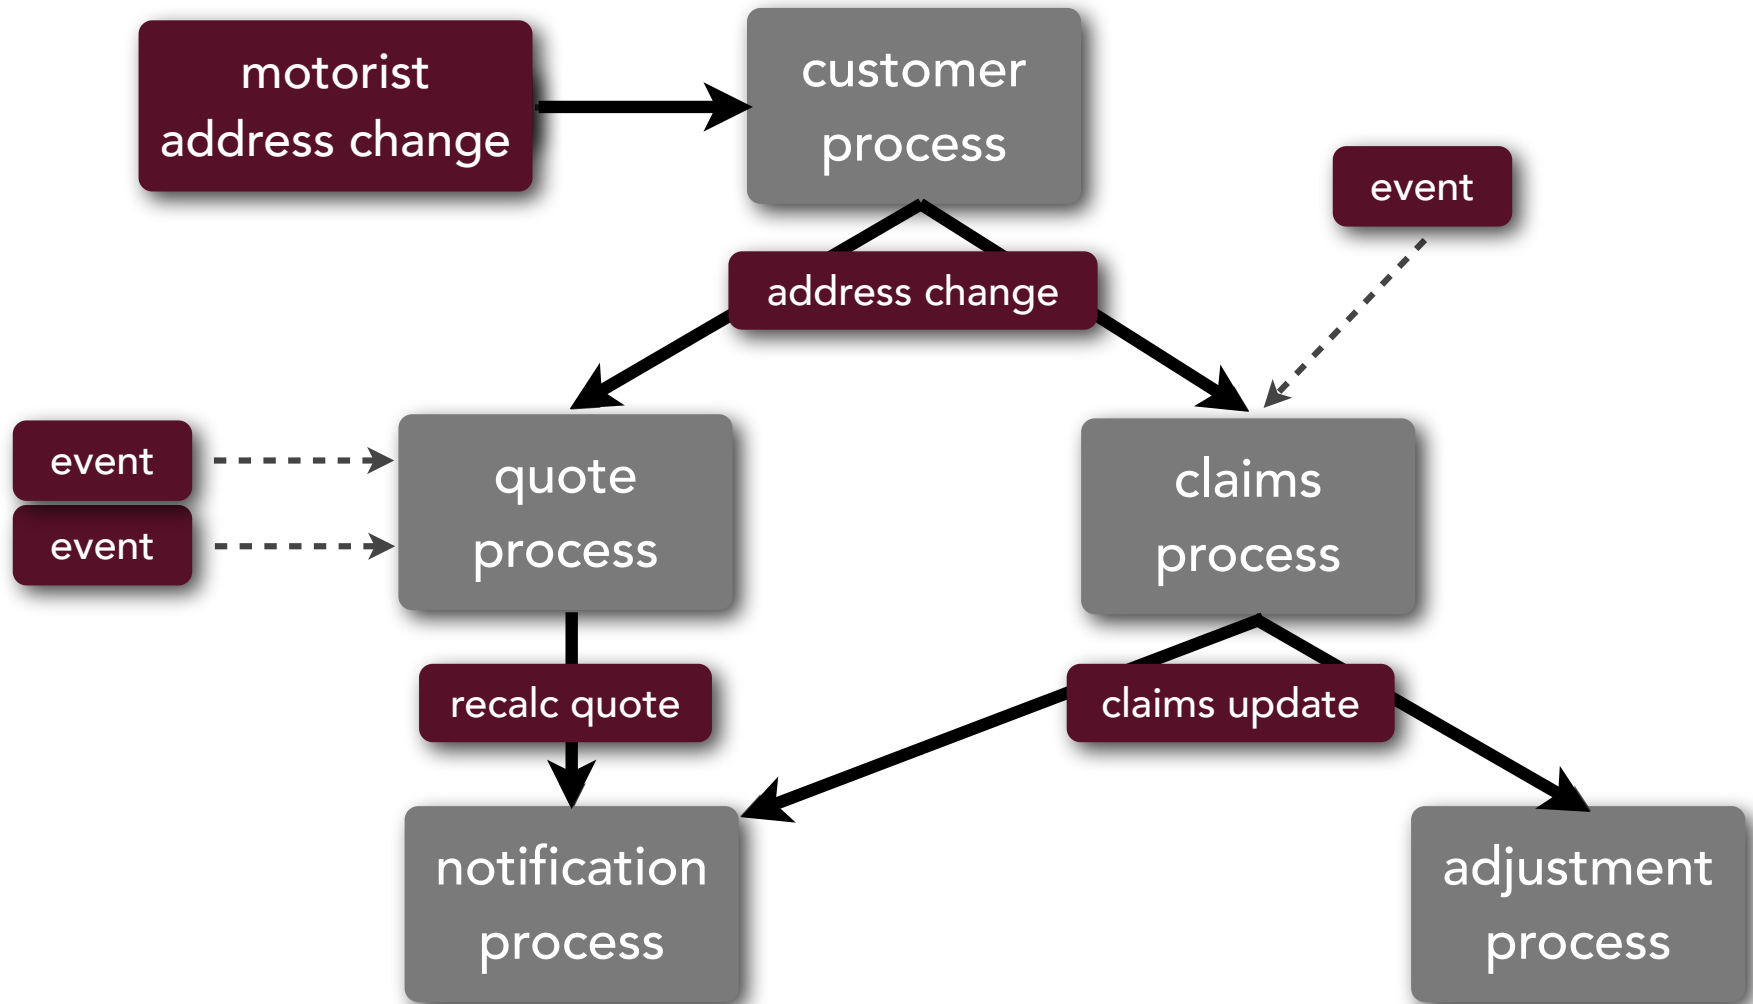 motorist
address change
customer
process
event
address change
event
event
quote
process
claims
process
recalc quote
claims update
notification
process
adjustment
process